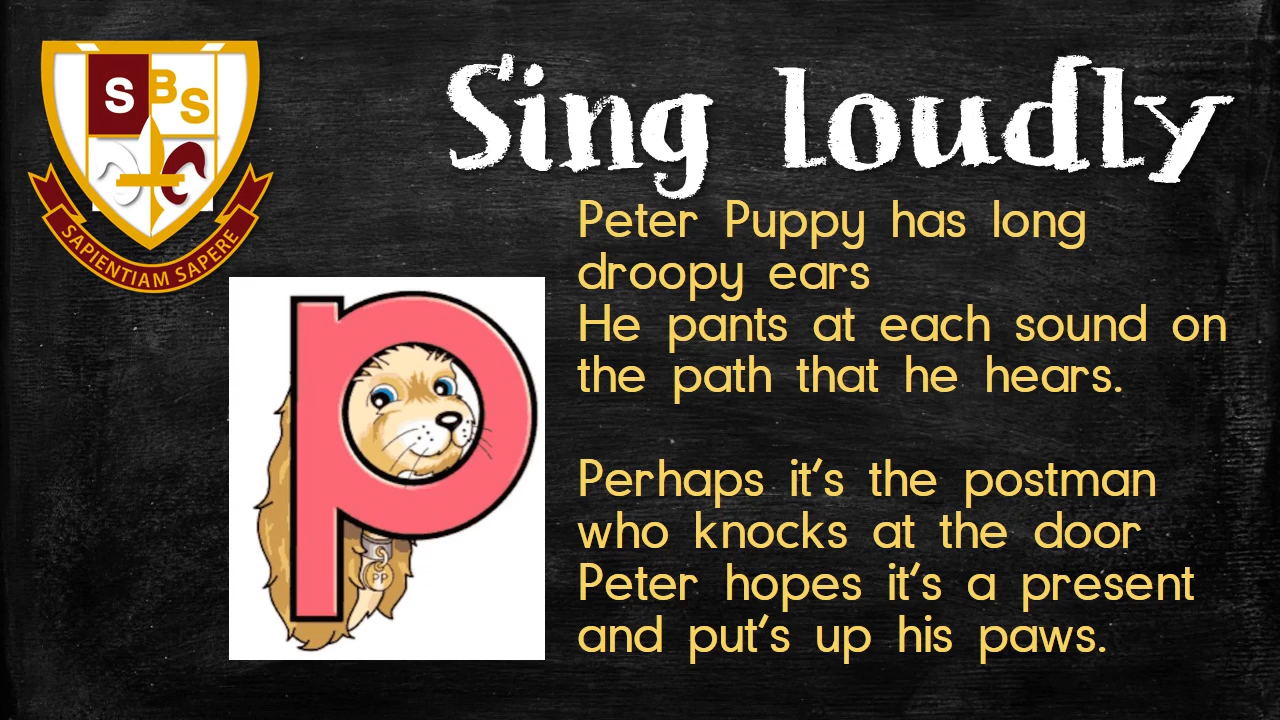 S B S
SAPIENTIAM SAPERE
Sing loudly
Peter Puppy has long
droopy ears
He pants at each sound on
the path that he hears.
Perhaps it's the postman
who knocks at the door
Peter hopes it's a present
and put's up his paws.
p
PP